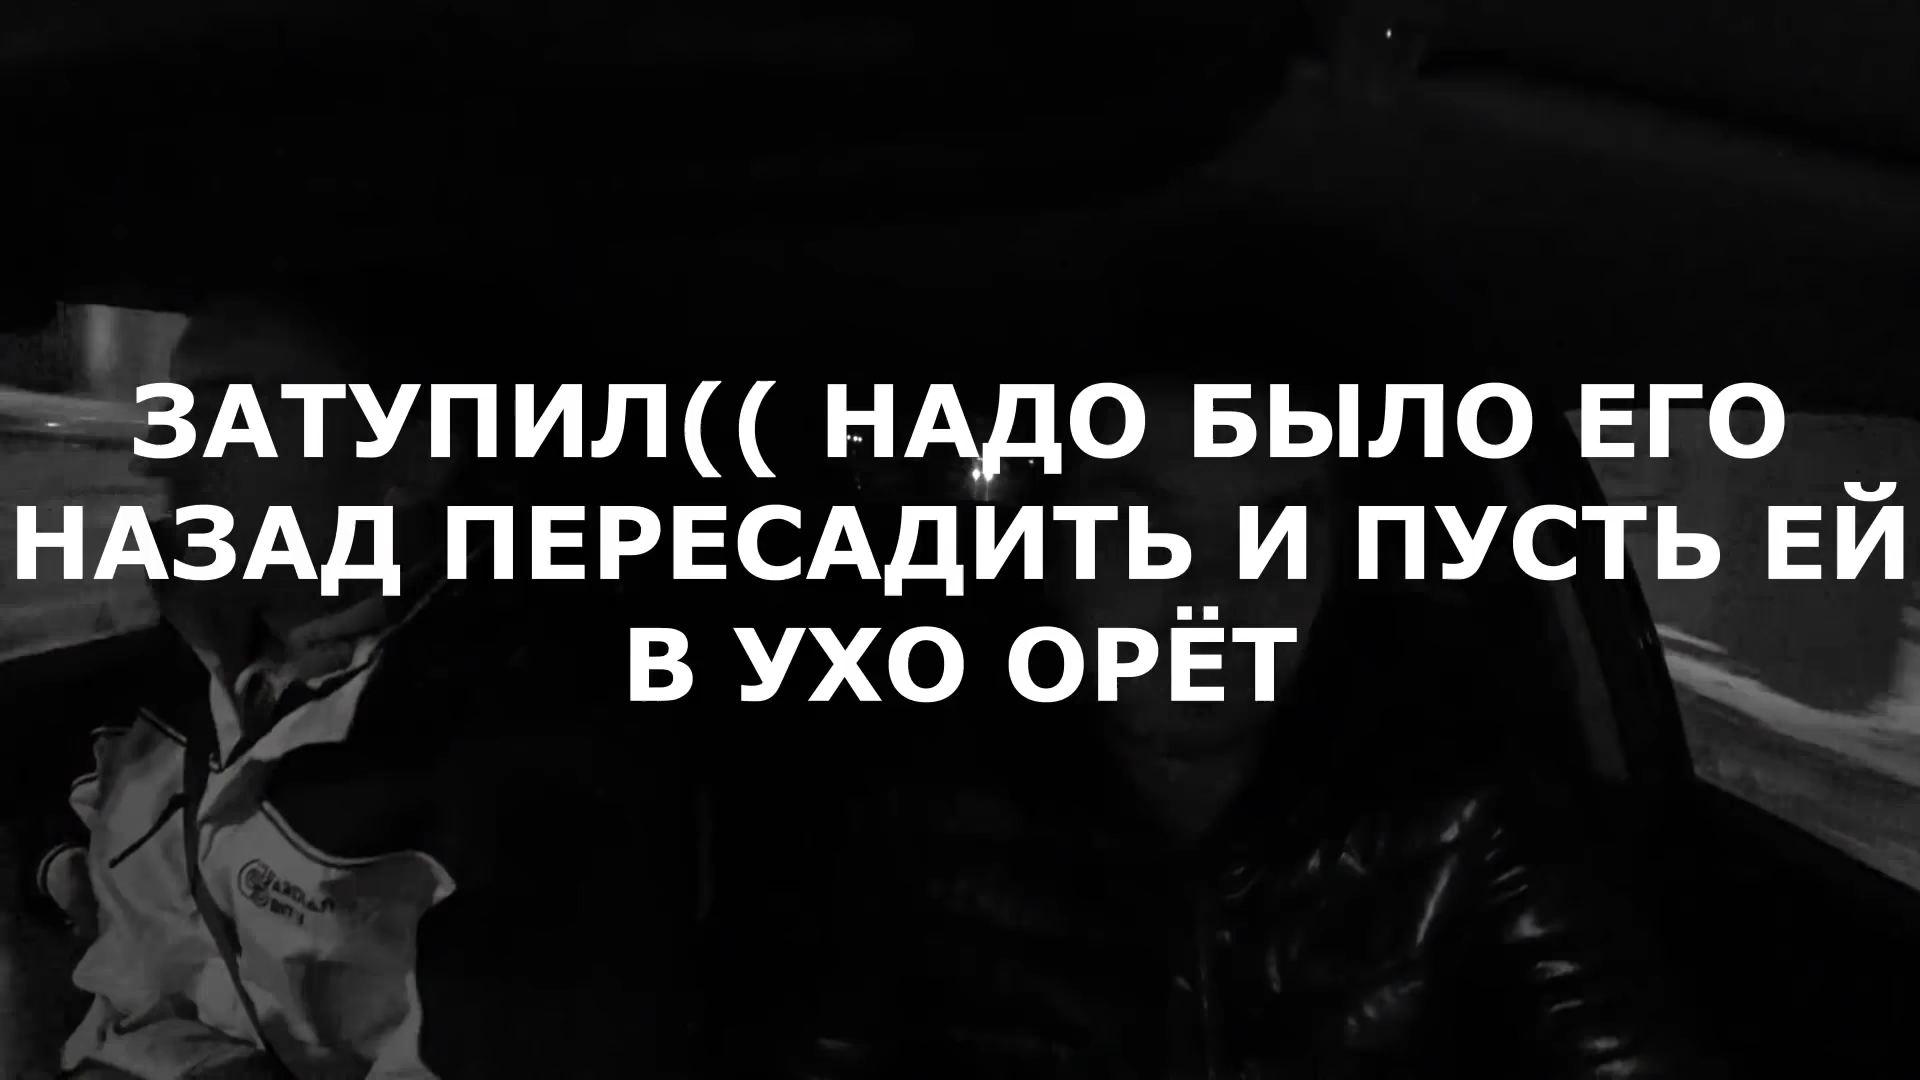 ЗАТУПИЛ(( НАДО БЫЛО ЕГО
НАЗАД ПЕРЕСАДИТЬ И ПУСТЬ ЕЙ
В УХО ОРЁТ